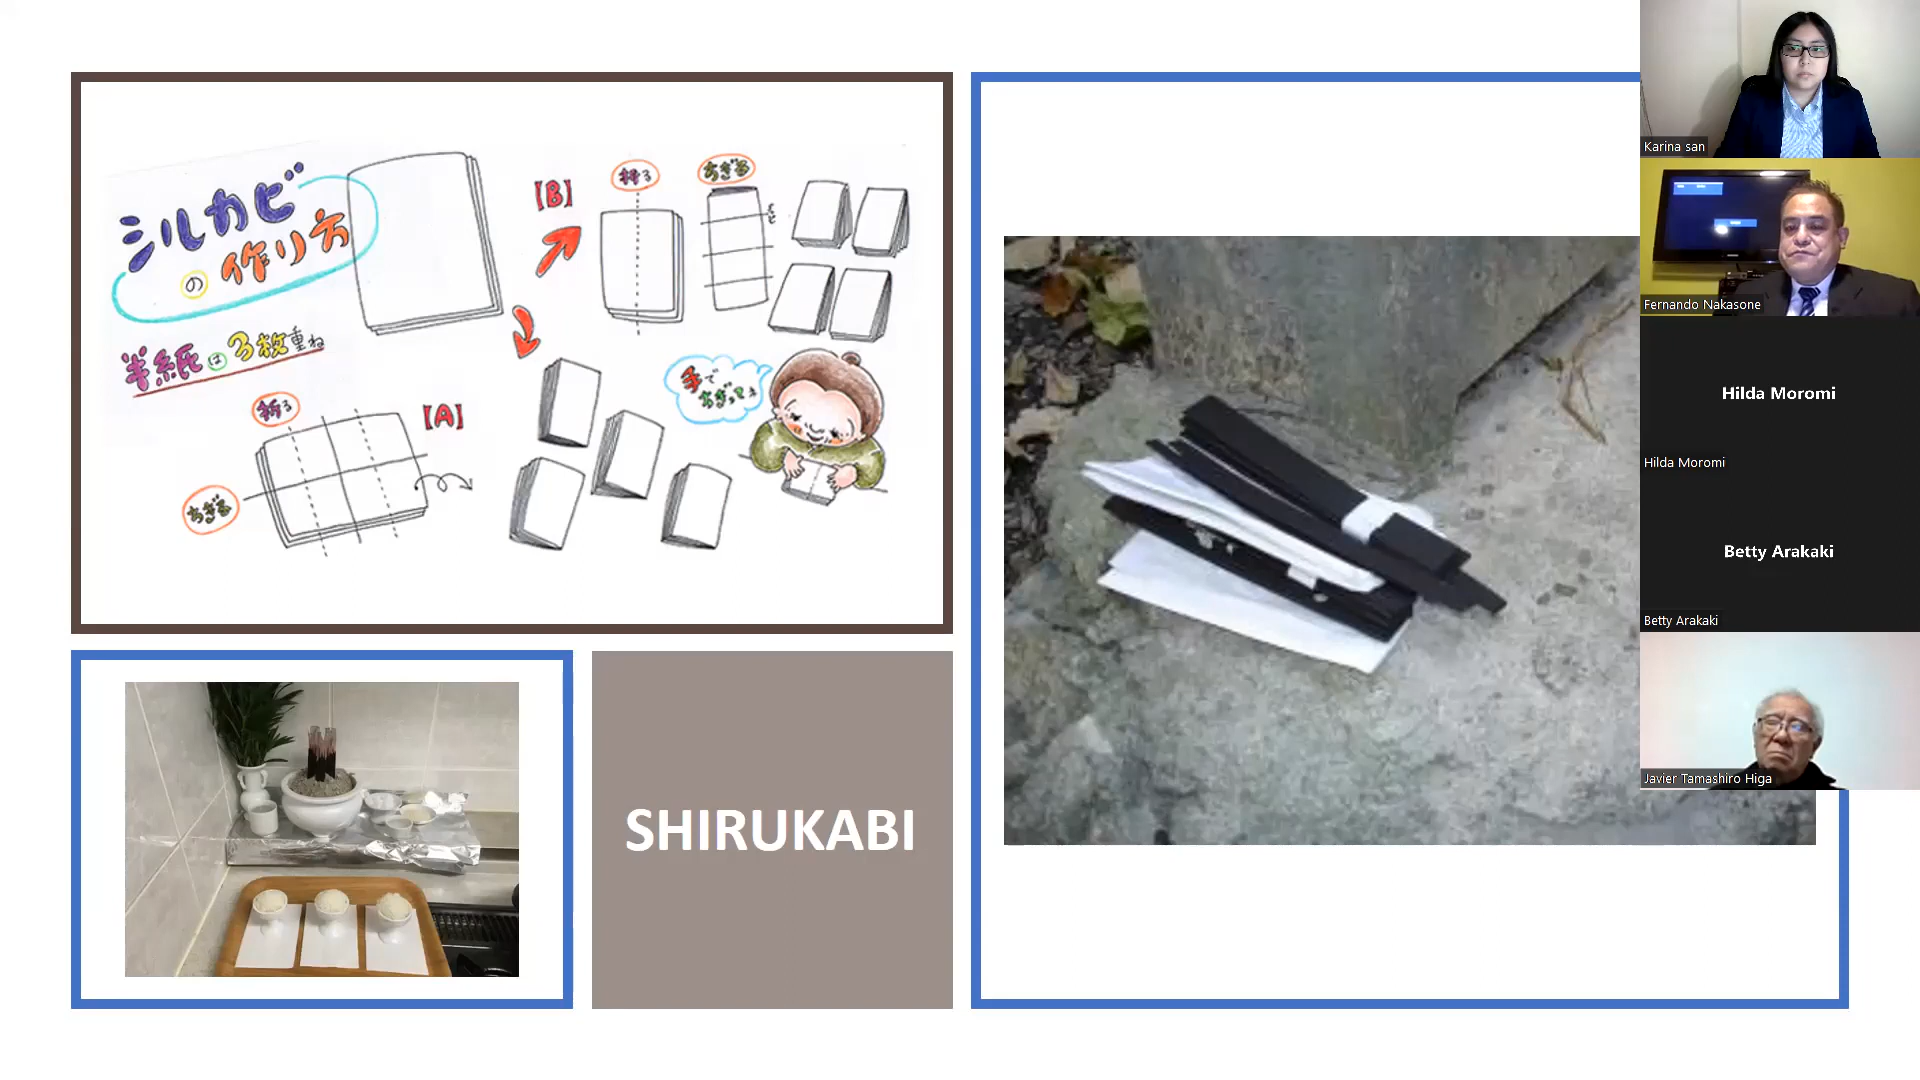 シルカビ
の作り方
半紙は3枚重ね
折る
【A】
ちぎる
【B】
折る
ちぎる
手で
ちぎってネ
SHIRUKABI
Karina san
Fernando Nakasone
Hilda Moromi
Hilda Moromi
Betty Arakaki
Betty Arakaki
Javier Tamashiro Higa